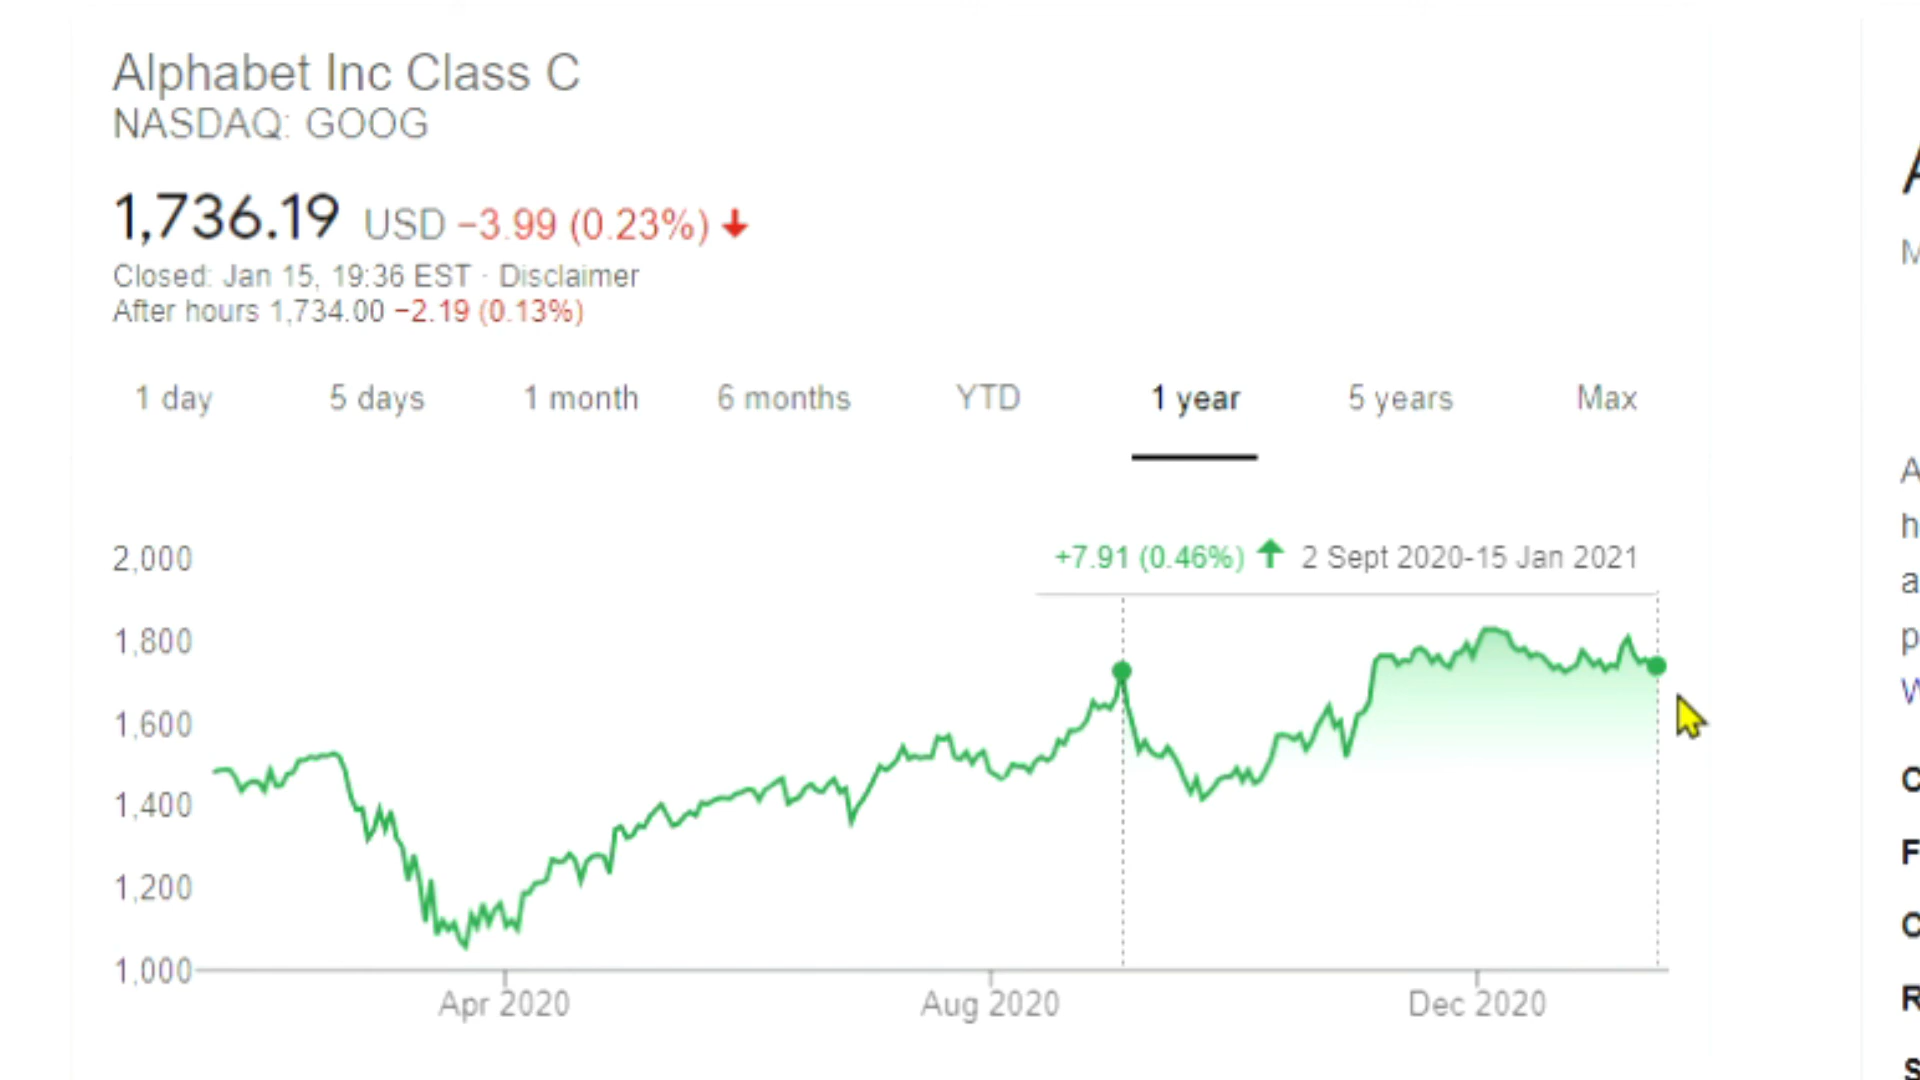 Alphabet Inc Class C
NASDAQ: GOOG
1,736.19 USD −3.99 (0.23%)
Closed: Jan 15, 19:36 EST · Disclaimer
After hours 1,734.00 −2.19 (0.13%)
1 day 5 days 1 month 6 months YTD 1 year 5 years Max
+7.91 (0.46%) 2 Sept 2020-15 Jan 2021
2,000
1,800
1,600
1,400
1,200
1,000
Apr 2020 Aug 2020 Dec 2020